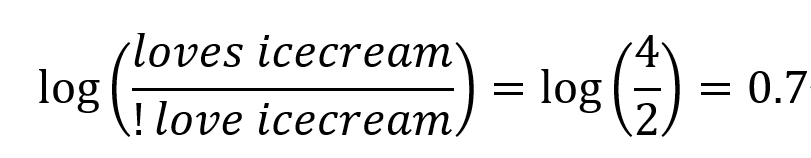 log(loves icecream / ! love icecream) = log(4/2) = 0.7